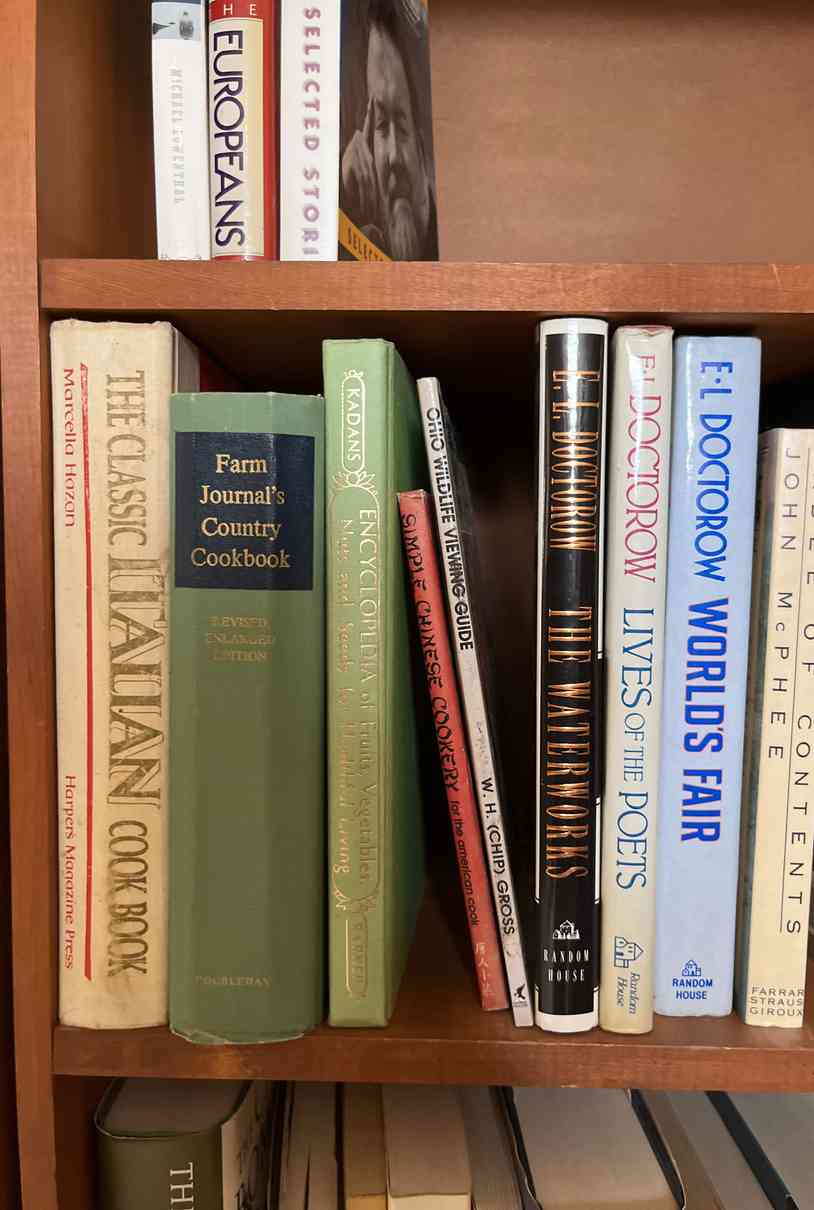 MICHAEL LOWENTHAL
THE
EUROPEANS
SELECTED STORI
SELECT
Marcella Hazan
THE CLASSIC ITALIAN COOK BOOK
Harper's Magazine Press
Farm
Journal's
Country
Cookbook
REVISED,
ENLARGED
EDITION
DOUBLEDAY
KADANS
ENCYCLOPEDIA of Fruits, Vegetables,
Nuts and Seeds for Healthful Living
PARKER
SIMPLE CHINESE COOKERY for the american cook
OHIO WILDLIFE VIEWING GUIDE
W. H. (CHIP) GROSS
E. L. DOCTOROW THE WATERWORKS
RANDOM
HOUSE
E.L. DOCTOROW LIVES OF THE POETS
Random
House
E·L DOCTOROW WORLD'S FAIR
RANDOM
HOUSE
OF CONTENTS
JOHN McPHEE
FARRAR
STRAUS
GIROUX